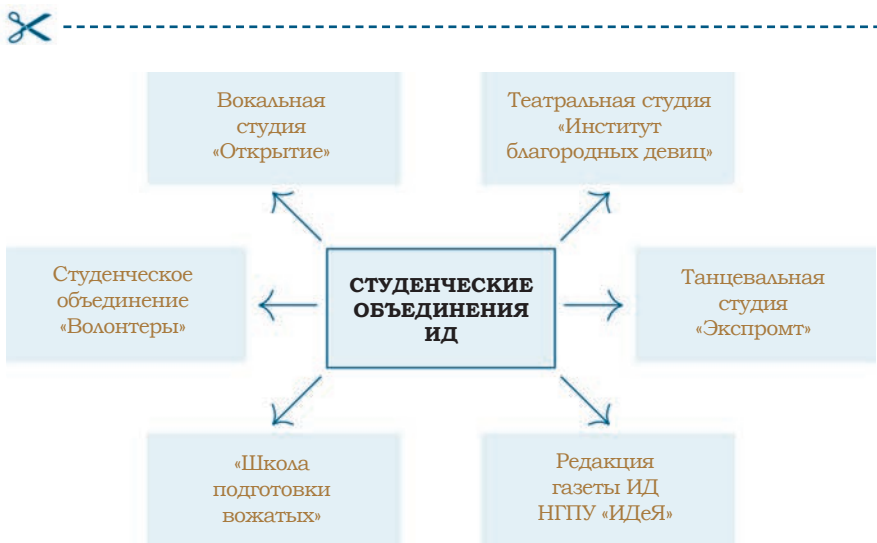 Вокальная
студия
«Открытие»
Театральная студия
«Институт
благородных девиц»
Студенческое
объединение
«Волонтеры»
СТУДЕНЧЕСКИЕ
ОБЪЕДИНЕНИЯ
ИД
Танцевальная
студия
«Экспромт»
«Школа
подготовки
вожатых»
Редакция
газеты ИД
НГПУ «ИДеЯ»